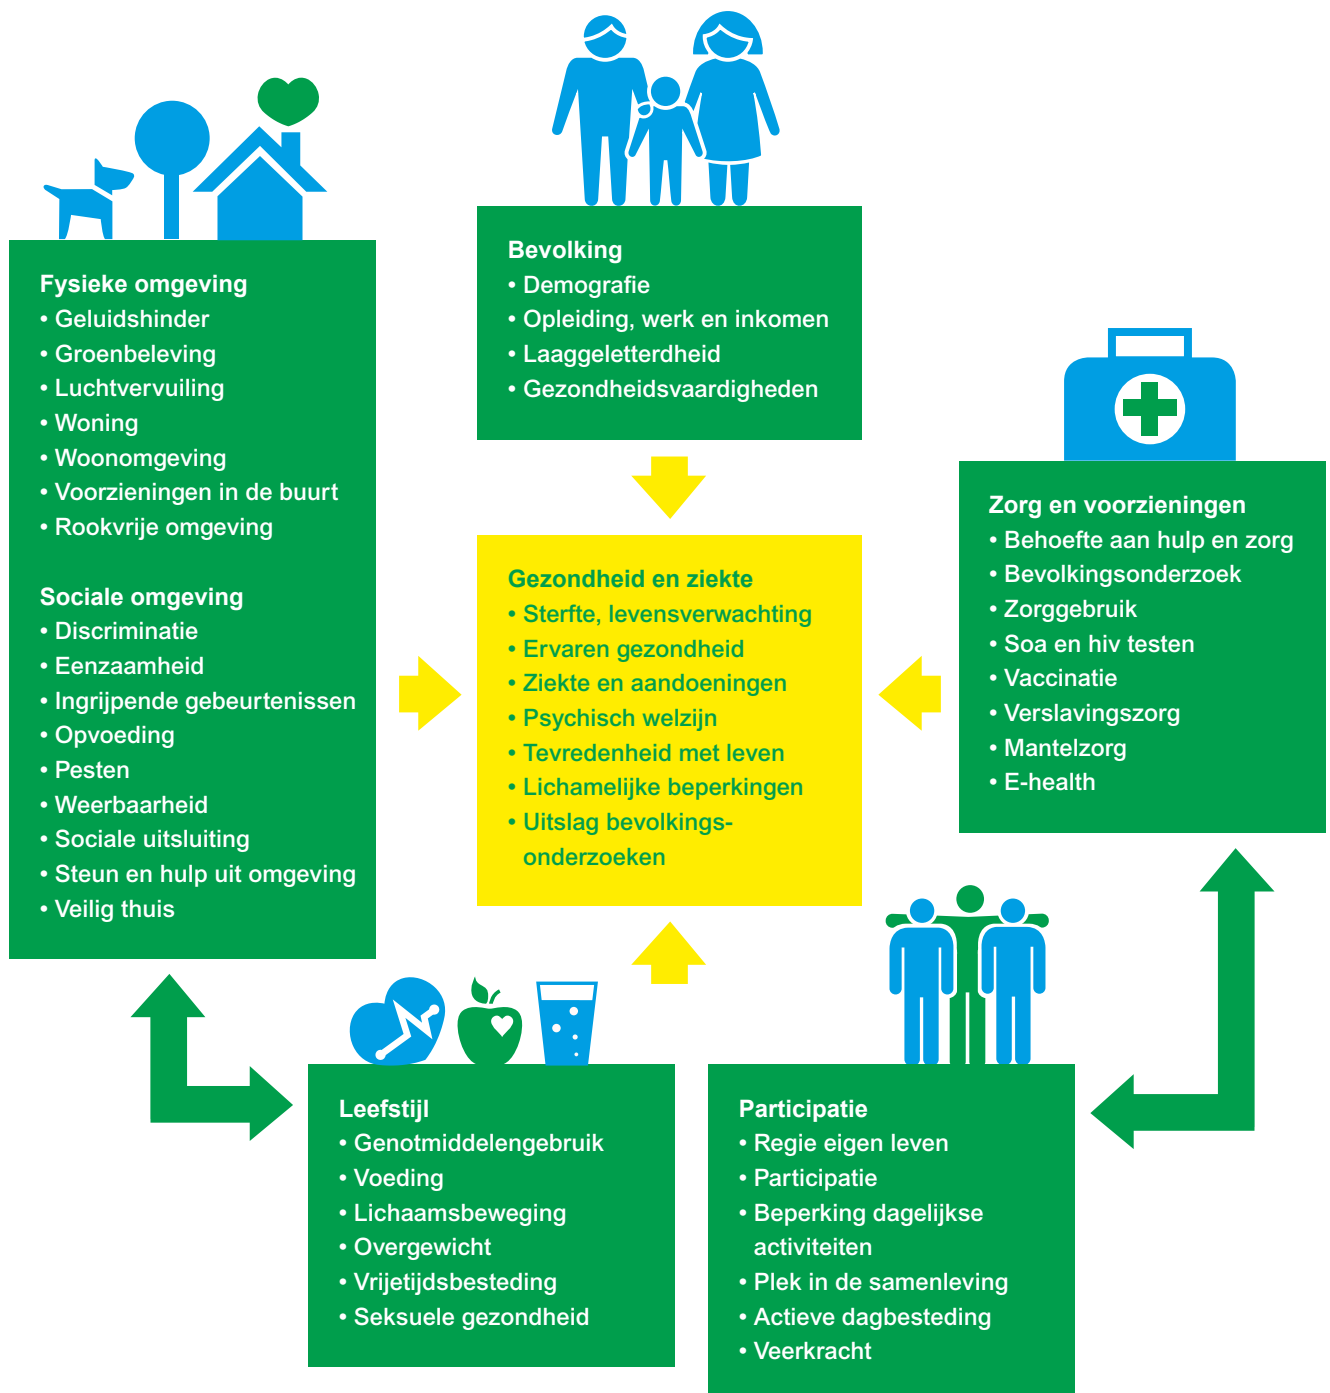 Fysieke omgeving
• Geluidshinder
• Groenbeleving
• Luchtvervuiling
• Woning
• Woonomgeving
• Voorzieningen in de buurt
• Rookvrije omgeving
Sociale omgeving
• Discriminatie
• Eenzaamheid
• Ingrijpende gebeurtenissen
• Opvoeding
• Pesten
• Weerbaarheid
• Sociale uitsluiting
• Steun en hulp uit omgeving
• Veilig thuis
Bevolking
• Demografie
• Opleiding, werk en inkomen
• Laaggeletterdheid
• Gezondheidsvaardigheden
Gezondheid en ziekte
• Sterfte, levensverwachting
• Ervaren gezondheid
• Ziekte en aandoeningen
• Psychisch welzijn
• Tevredenheid met leven
• Lichamelijke beperkingen
• Uitslag bevolkings-
onderzoeken
Zorg en voorzieningen
• Behoefte aan hulp en zorg
• Bevolkingsonderzoek
• Zorggebruik
• Soa en hiv testen
• Vaccinatie
• Verslavingszorg
• Mantelzorg
• E-health
Leefstijl
• Genotmiddelengebruik
• Voeding
• Lichaamsbeweging
• Overgewicht
• Vrijetijdsbesteding
• Seksuele gezondheid
Participatie
• Regie eigen leven
• Participatie
• Beperking dagelijkse
activiteiten
• Plek in de samenleving
• Actieve dagbesteding
• Veerkracht